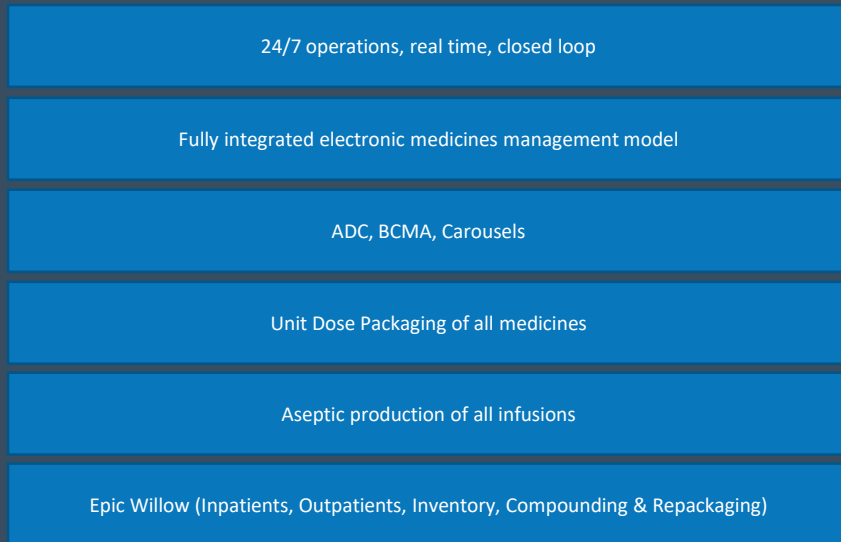 24/7 operations, real time, closed loop
Fully integrated electronic medicines management model
ADC, BCMA, Carousels
Unit Dose Packaging of all medicines
Aseptic production of all infusions
Epic Willow (Inpatients, Outpatients, Inventory, Compounding & Repackaging)